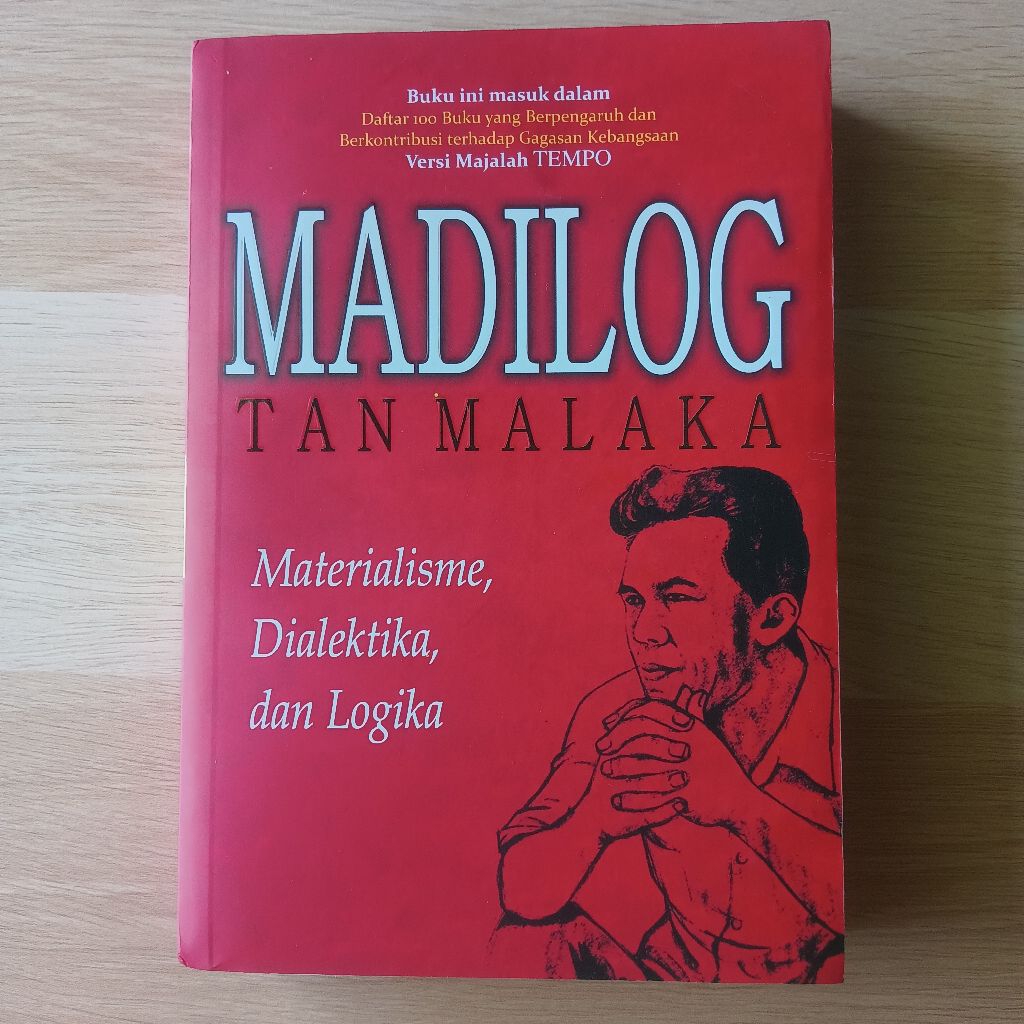 Buku ini masuk dalam
Daftar 100 Buku yang Berpengaruh dan
Berkontribusi terhadap Gagasan Kebangsaan
Versi Majalah TEMPO
MADILOG
TAN MALAKA
Materialisme,
Dialektika,
dan Logika